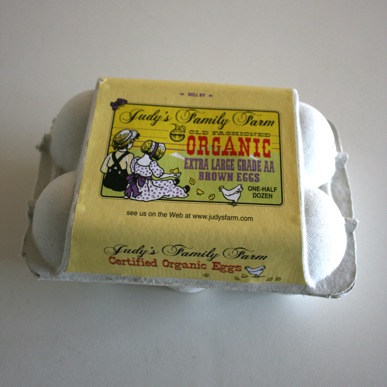 SELL BY
Judy's Family Farm
OLD FASHIONED
ORGANIC
EXTRA LARGE GRADE AA
BROWN EGGS
ONE-HALF
DOZEN
see us on the Web at www.judysfarm.com
Judy's Family Farm
Certified Organic Eggs